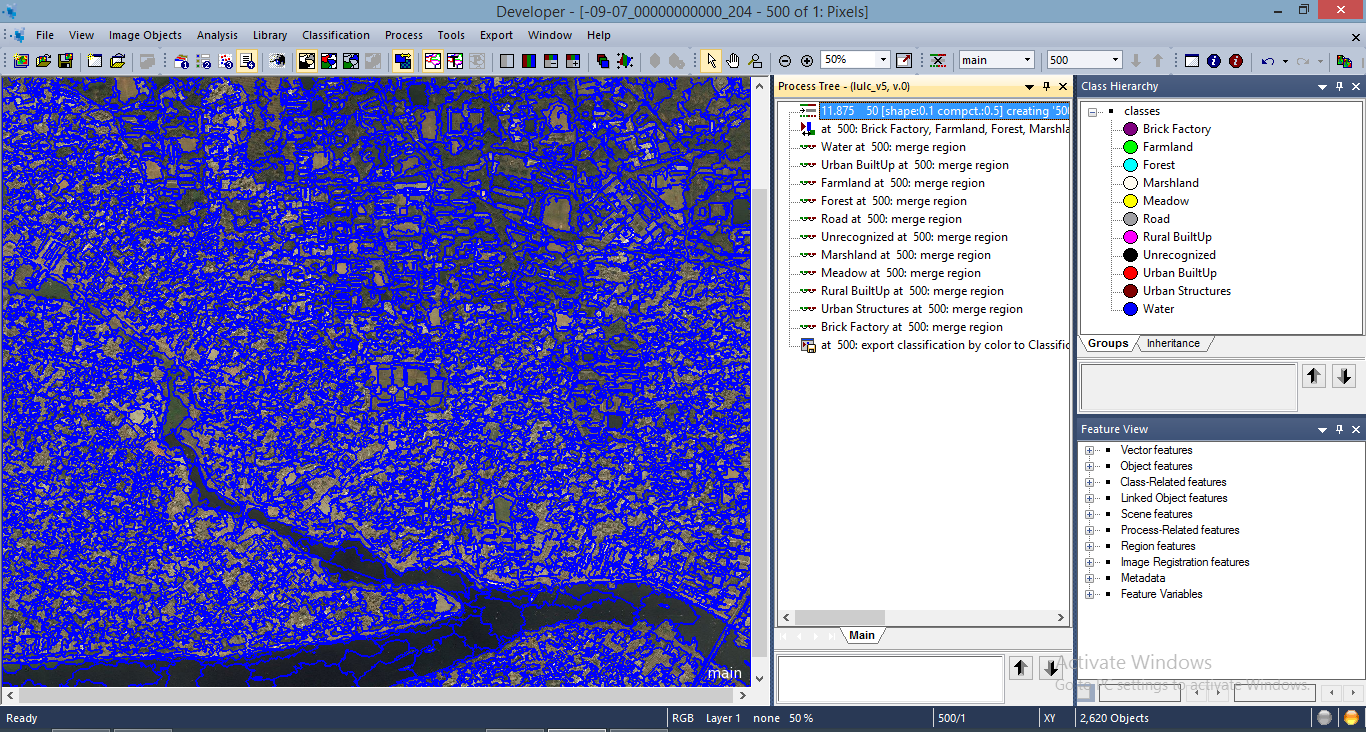 Developer - [-09-07_00000000000_204 - 500 of 1: Pixels]
File View Image Objects Analysis Library Classification Process Tools Export Window Help
50% main 500
Process Tree - (lulc_v5, v.0)
11.875 50 [shape:0.1 compct.:0.5] creating '50
at 500: Brick Factory, Farmland, Forest, Marshla
Water at 500: merge region
Urban BuiltUp at 500: merge region
Farmland at 500: merge region
Forest at 500: merge region
Road at 500: merge region
Unrecognized at 500: merge region
Marshland at 500: merge region
Meadow at 500: merge region
Rural BuiltUp at 500: merge region
Urban Structures at 500: merge region
Brick Factory at 500: merge region
at 500: export classification by color to Classific
Main
Class Hierarchy
classes
Brick Factory
Farmland
Forest
Marshland
Meadow
Road
Rural BuiltUp
Unrecognized
Urban BuiltUp
Urban Structures
Water
Groups Inheritance
Feature View
Vector features
Object features
Class-Related features
Linked Object features
Scene features
Process-Related features
Region features
Image Registration features
Metadata
Feature Variables
main
Activate Windows
Go to PC settings to activate Windows.
Ready RGB Layer 1 none 50 % 500/1 XY 2,620 Objects